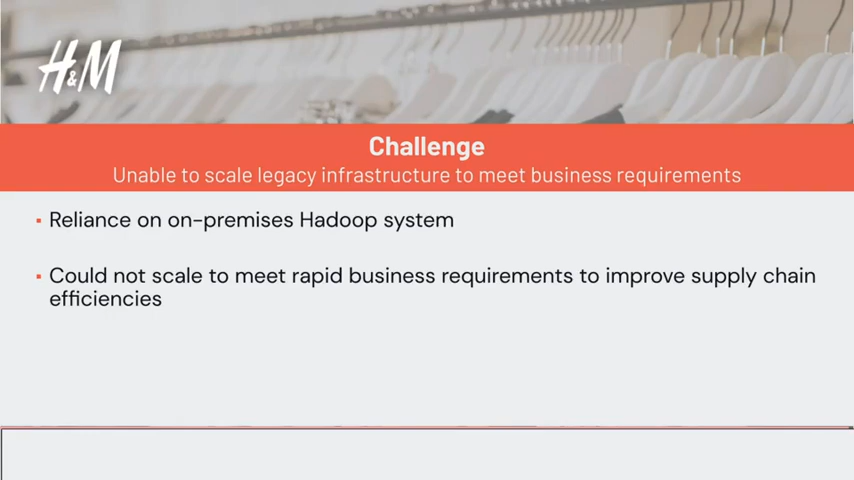 H&M
Challenge
Unable to scale legacy infrastructure to meet business requirements
▪ Reliance on on-premises Hadoop system
▪ Could not scale to meet rapid business requirements to improve supply chain
efficiencies